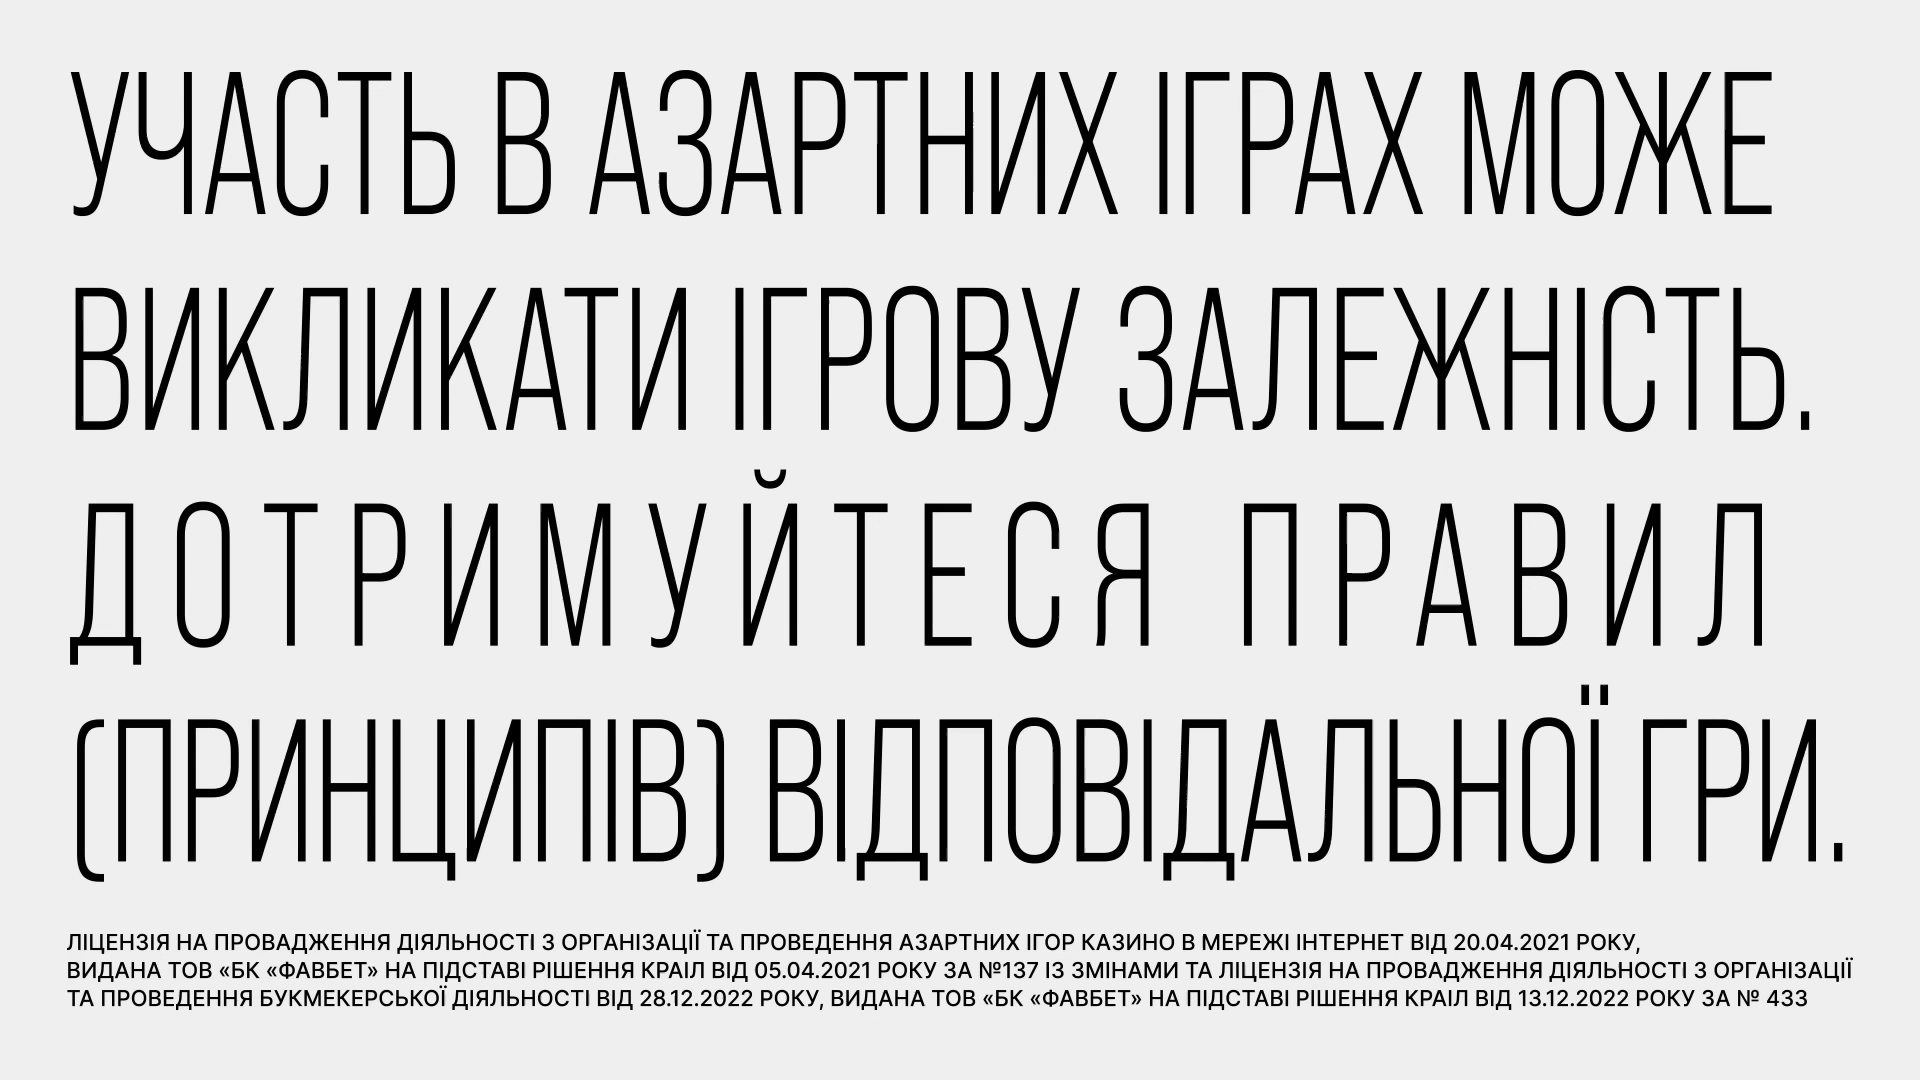 УЧАСТЬ В АЗАРТНИХ ІГРАХ МОЖЕ
ВИКЛИКАТИ ІГРОВУ ЗАЛЕЖНІСТЬ.
ДОТРИМУЙТЕСЯ ПРАВИЛ
(ПРИНЦИПІВ) ВІДПОВІДАЛЬНОЇ ГРИ.
ЛІЦЕНЗІЯ НА ПРОВАДЖЕННЯ ДІЯЛЬНОСТІ З ОРГАНІЗАЦІЇ ТА ПРОВЕДЕННЯ АЗАРТНИХ ІГОР КАЗИНО В МЕРЕЖІ ІНТЕРНЕТ ВІД 20.04.2021 РОКУ,
ВИДАНА ТОВ «БК «ФАВБЕТ» НА ПІДСТАВІ РІШЕННЯ КРАІЛ ВІД 05.04.2021 РОКУ ЗА №137 ІЗ ЗМІНАМИ ТА ЛІЦЕНЗІЯ НА ПРОВАДЖЕННЯ ДІЯЛЬНОСТІ З ОРГАНІЗАЦІЇ
ТА ПРОВЕДЕННЯ БУКМЕКЕРСЬКОЇ ДІЯЛЬНОСТІ ВІД 28.12.2022 РОКУ, ВИДАНА ТОВ «БК «ФАВБЕТ» НА ПІДСТАВІ РІШЕННЯ КРАІЛ ВІД 13.12.2022 РОКУ ЗА № 433